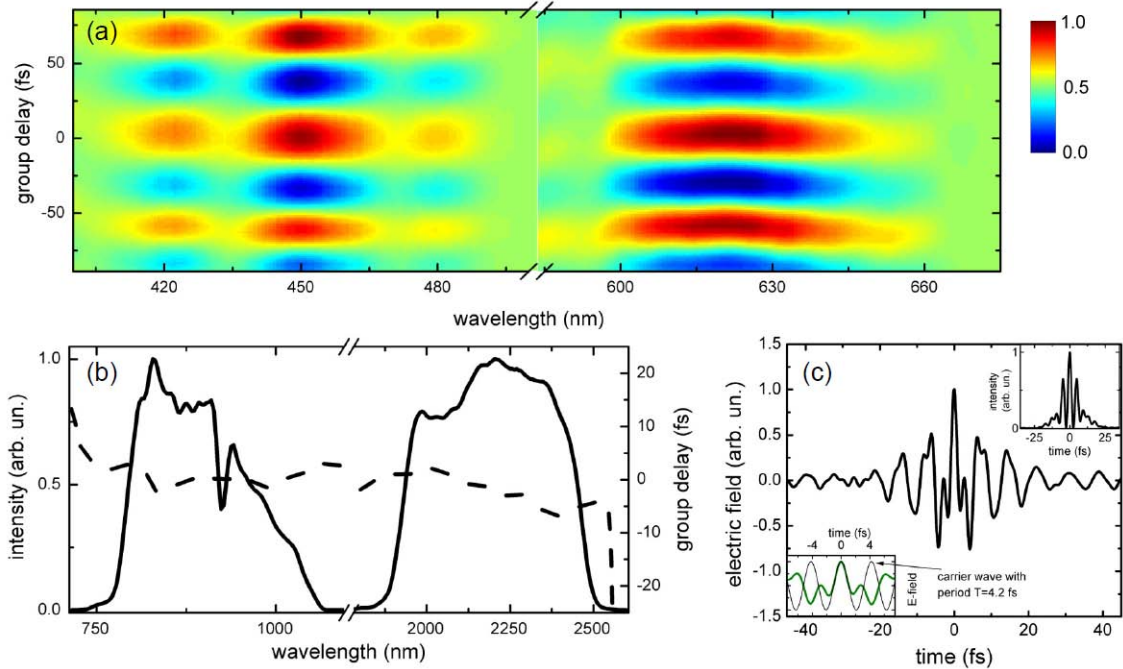 (a)
group delay (fs)
50
0
-50
420 450 480 600 630 660
wavelength (nm)
1.0
0.5
0.0
(b)
intensity (arb. un.)
1.0
0.5
0.0
750 1000 2000 2500
wavelength (nm)
20
10
0
-10
-20
group delay (fs)
(c)
electric field (arb. un.)
1.5
1.0
0.5
0.0
-0.5
-1.0
-1.5
-40 -20 0 20 40
time (fs)
intensity
(arb. un.)
1
0
-25 0 25
time (fs)
time (fs)
-4 0 4
E-field
carrier wave with
period T=4.2 fs